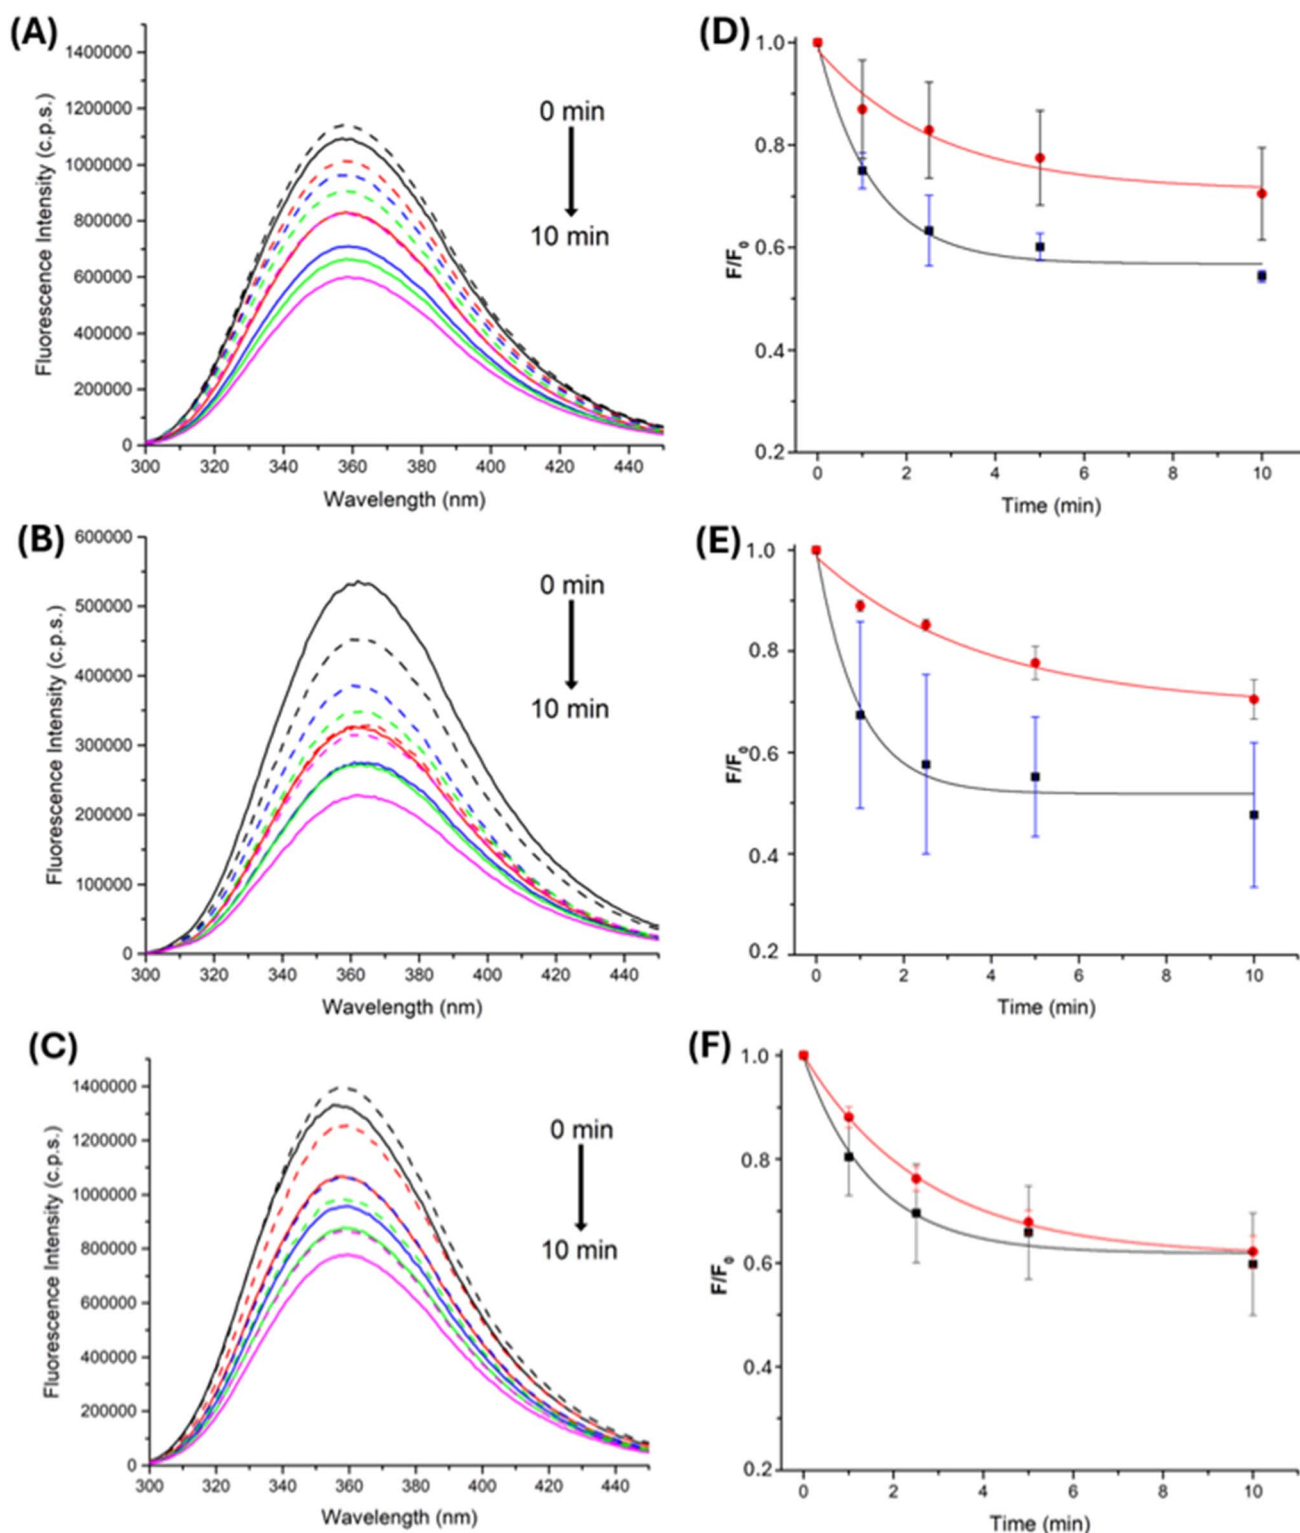 (A)
1400000
1200000
1000000
800000
600000
400000
200000
0
Fluorescence Intensity (c.p.s.)
0 min
10 min
300 320 340 360 380 400 420 440
Wavelength (nm)
(D)
1.0
0.8
0.6
0.4
0.2
F/F0
0 2 4 6 8 10
Time (min)
(B)
600000
500000
400000
300000
200000
100000
0
Fluorescence Intensity (c.p.s.)
0 min
10 min
300 320 340 360 380 400 420 440
Wavelength (nm)
(E)
1.0
0.8
0.6
0.4
0.2
F/F0
0 2 4 6 8 10
Time (min)
(C)
1400000
1200000
1000000
800000
600000
400000
200000
0
Fluorescence Intensity (c.p.s.)
0 min
10 min
300 320 340 360 380 400 420 440
Wavelength (nm)
(F)
1.0
0.8
0.6
0.4
0.2
F/F0
0 2 4 6 8 10
Time (min)